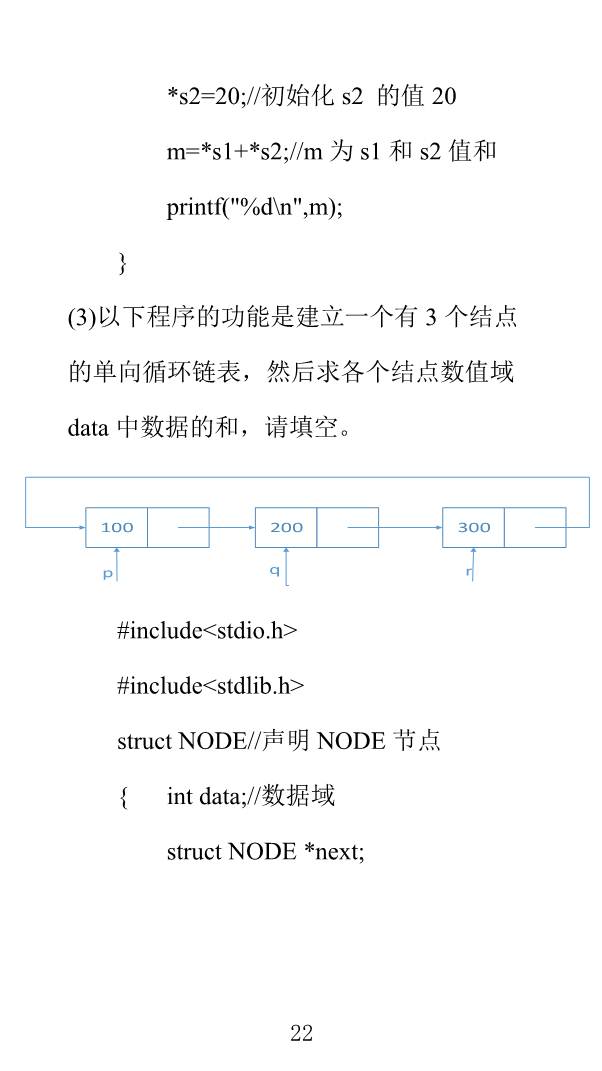 *s2=20;//初始化 s2 的值 20
m=*s1+*s2;//m 为 s1 和 s2 值和
printf("%d\n",m);
}
(3)以下程序的功能是建立一个有 3 个结点
的单向循环链表，然后求各个结点数值域
data 中数据的和，请填空。
100 200 300
p q r
#include<stdio.h>
#include<stdlib.h>
struct NODE//声明 NODE 节点
{ int data;//数据域
struct NODE *next;
22